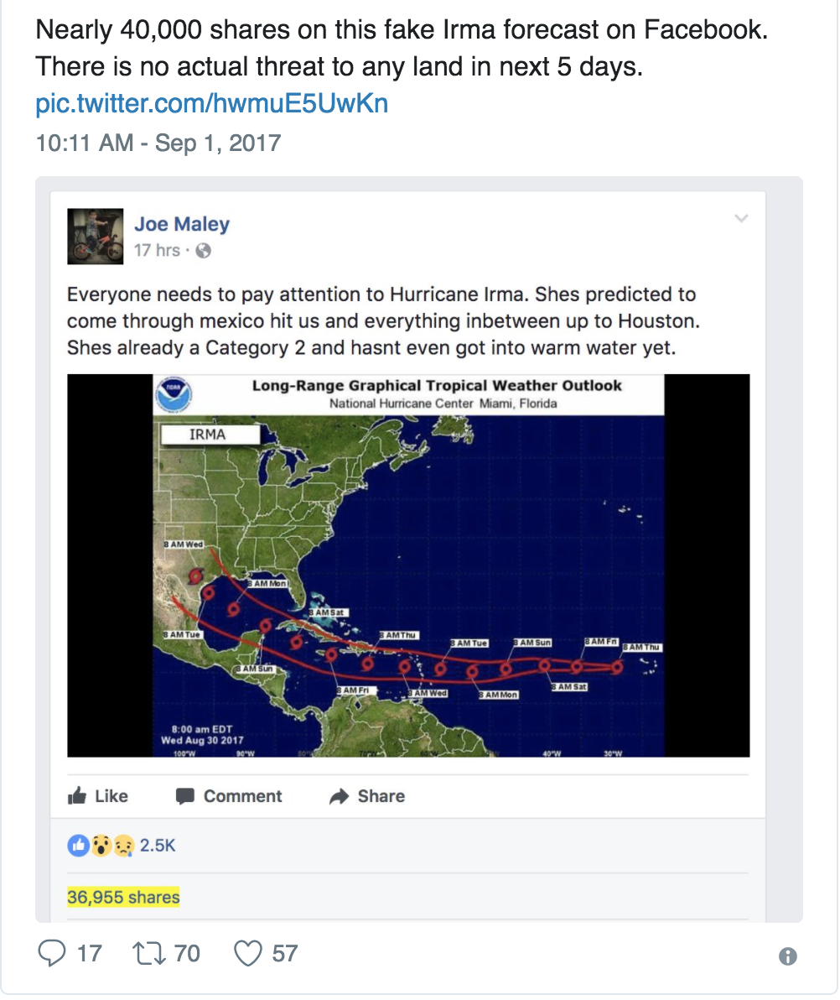 Nearly 40,000 shares on this fake Irma forecast on Facebook.
There is no actual threat to any land in next 5 days.
pic.twitter.com/hwmuE5UwKn
10:11 AM - Sep 1, 2017
Joe Maley
17 hrs ·
Everyone needs to pay attention to Hurricane Irma. Shes predicted to
come through mexico hit us and everything inbetween up to Houston.
Shes already a Category 2 and hasnt even got into warm water yet.
NOAA
Long-Range Graphical Tropical Weather Outlook
National Hurricane Center Miami, Florida
IRMA
8 AM Wed
8 AM Mon
8 AM Sat
8 AM Tue
8 AM Thu
8 AM Tue
8 AM Sun
8 AM Fri
8 AM Thu
8 AM Sun
8 AM Fri
8 AM Wed
8 AM Mon
8 AM Sat
8:00 am EDT
Wed Aug 30 2017
100°W 90°W 40°W 30°W
Like Comment Share
2.5K
36,955 shares
17 70 57